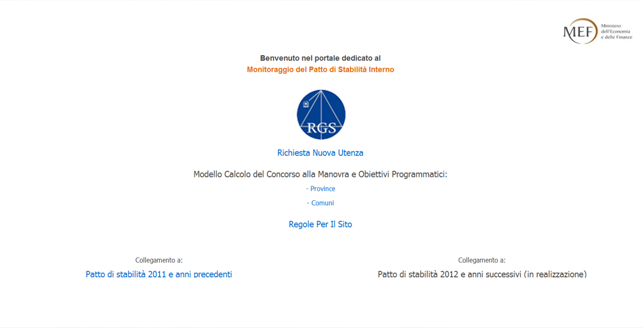 MEF
Ministero
dell'Economia
e delle Finanze
Benvenuto nel portale dedicato al
Monitoraggio del Patto di Stabilità Interno
RGS
Richiesta Nuova Utenza
Modello Calcolo del Concorso alla Manovra e Obiettivi Programmatici:
- Province
- Comuni
Regole Per Il Sito
Collegamento a:
Patto di stabilità 2011 e anni precedenti
Collegamento a:
Patto di stabilità 2012 e anni successivi (in realizzazione)